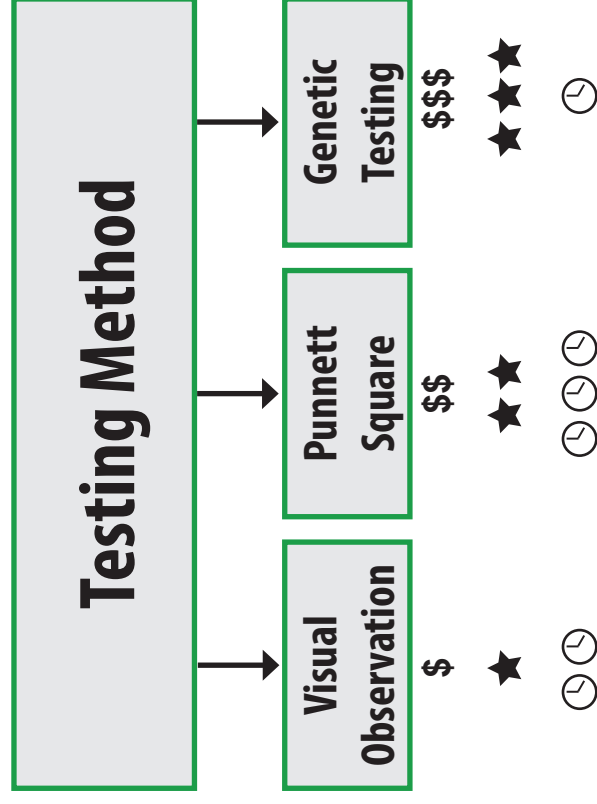 Testing Method
Visual
Observation
$
Punnett
Square
$$
Genetic
Testing
$$$